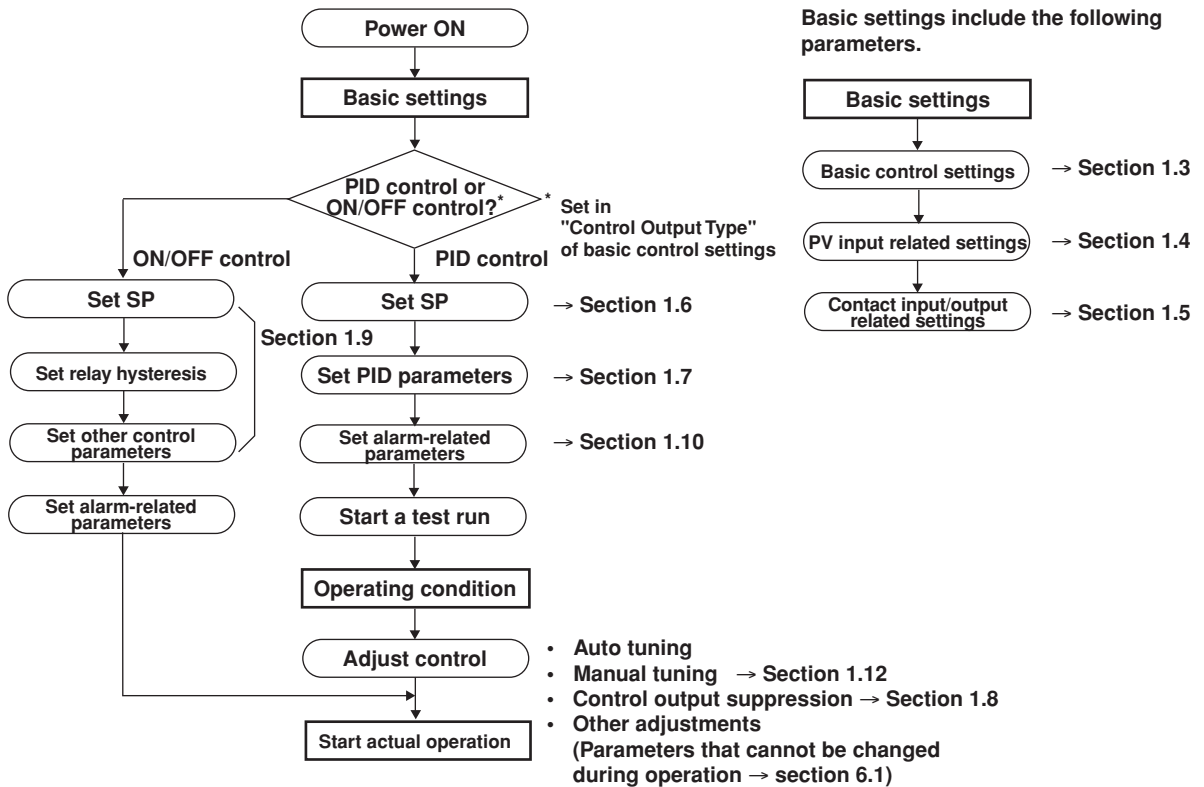 Power ON
Basic settings
PID control or
ON/OFF control?*
* Set in
"Control Output Type"
of basic control settings
ON/OFF control
PID control
Set SP
Set relay hysteresis
Set other control
parameters
Section 1.9
Set alarm-related
parameters
Set SP
→ Section 1.6
Set PID parameters
→ Section 1.7
Set alarm-related
parameters
→ Section 1.10
Start a test run
Operating condition
Adjust control
• Auto tuning
• Manual tuning → Section 1.12
• Control output suppression → Section 1.8
• Other adjustments
(Parameters that cannot be changed
during operation → section 6.1)
Start actual operation
Basic settings include the following
parameters.
Basic settings
Basic control settings
→ Section 1.3
PV input related settings
→ Section 1.4
Contact input/output
related settings
→ Section 1.5